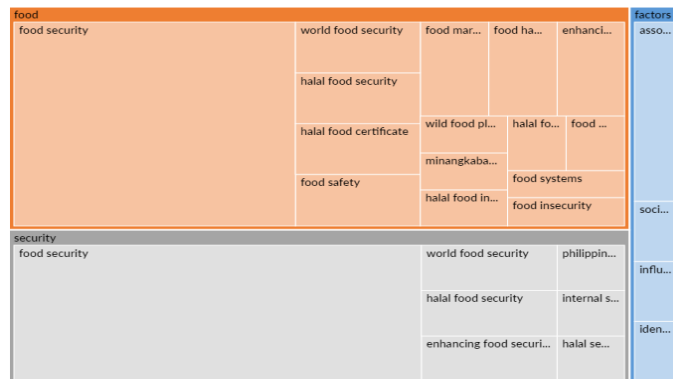 food
food security
world food security
food mar...
food ha...
enhanci...
halal food security
halal food certificate
wild food pl...
halal fo...
food ...
minangkaba...
food safety
food systems
halal food in...
food insecurity
security
food security
world food security
philippin...
halal food security
internal s...
enhancing food securi...
halal se...
factors
asso...
soci...
influ...
iden...